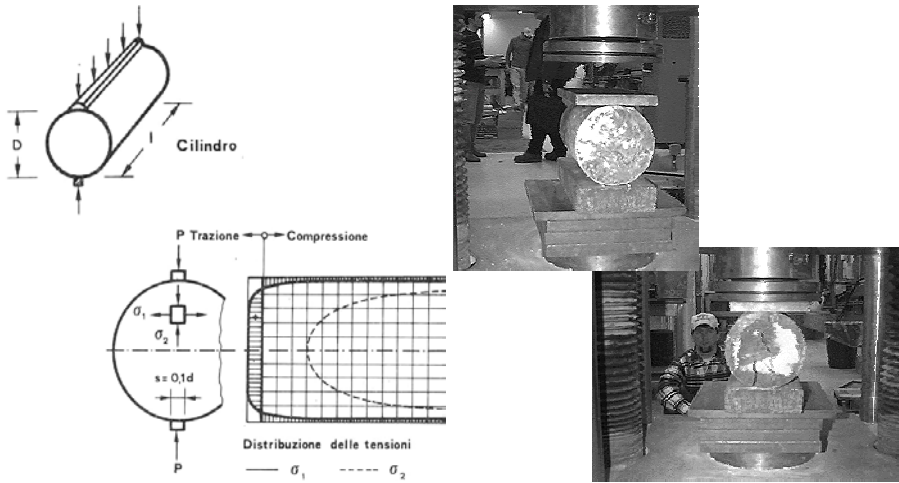 D
l
Cilindro
P Trazione Compressione
+
σ1
σ2
s = 0,1d
P
Distribuzione delle tensioni
σ1 σ2